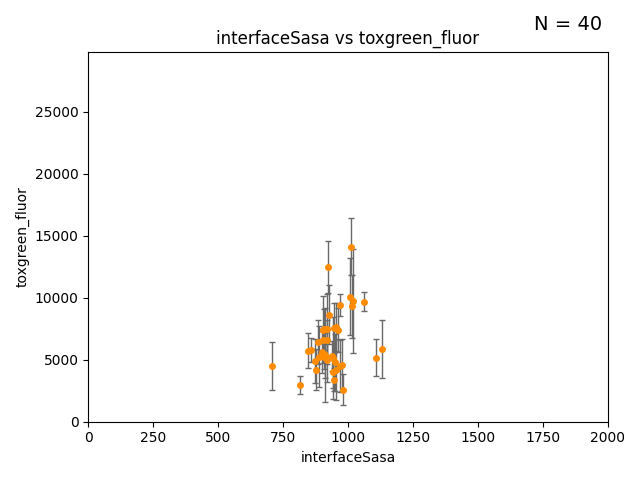 N = 40
interfaceSasa vs toxgreen_fluor
25000
20000
15000
10000
5000
0
toxgreen_fluor
0 250 500 750 1000 1250 1500 1750 2000
interfaceSasa